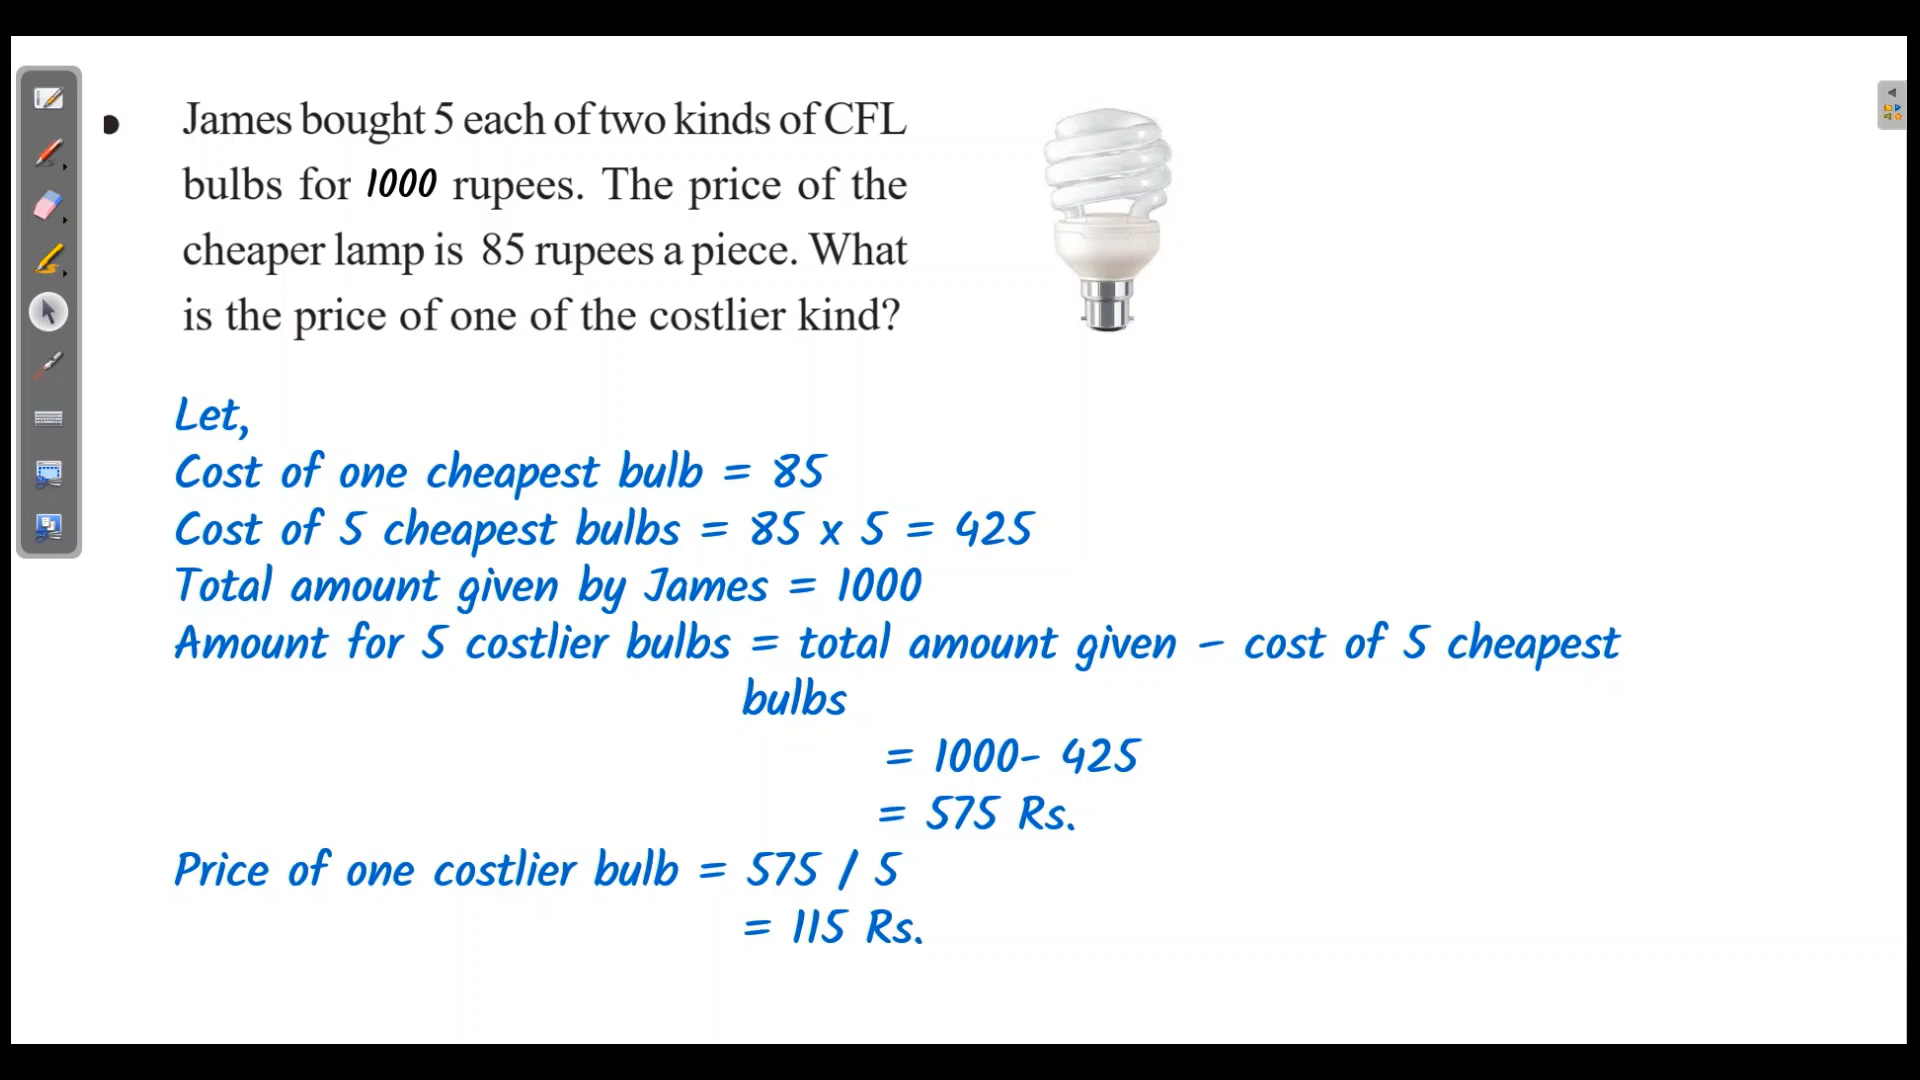 James bought 5 each of two kinds of CFL
bulbs for 1000 rupees. The price of the
cheaper lamp is 85 rupees a piece. What
is the price of one of the costlier kind?
Let,
Cost of one cheapest bulb = 85
Cost of 5 cheapest bulbs = 85 x 5 = 425
Total amount given by James = 1000
Amount for 5 costlier bulbs = total amount given – cost of 5 cheapest
bulbs
= 1000- 425
= 575 Rs.
Price of one costlier bulb = 575 / 5
= 115 Rs.